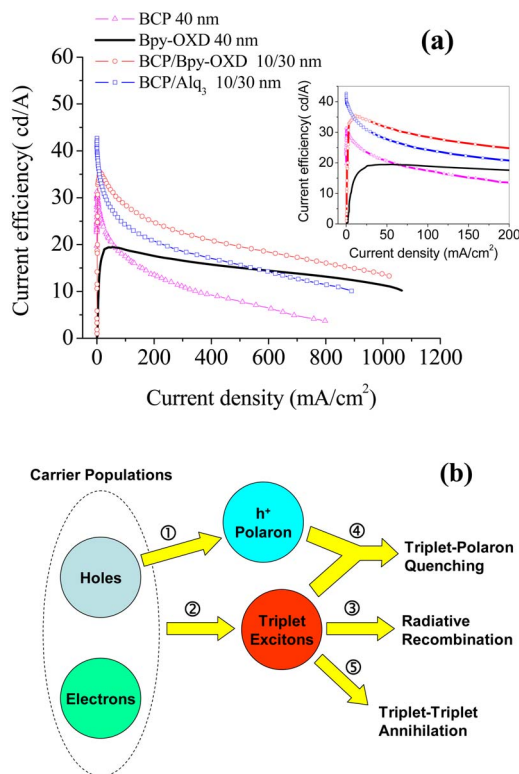 BCP 40 nm
Bpy-OXD 40 nm
BCP/Bpy-OXD 10/30 nm
BCP/Alq3 10/30 nm
(a)
Current efficiency( cd/A)
60
50
40
30
20
10
0
0 200 400 600 800 1000 1200
Current density (mA/cm²)
Current efficiency( cd/A)
40
30
20
10
0
0 50 100 150 200
Current density (mA/cm²)
(b)
Carrier Populations
Holes
Electrons
①
②
h⁺
Polaron
Triplet
Excitons
④
③
⑤
Triplet-Polaron
Quenching
Radiative
Recombination
Triplet-Triplet
Annihilation